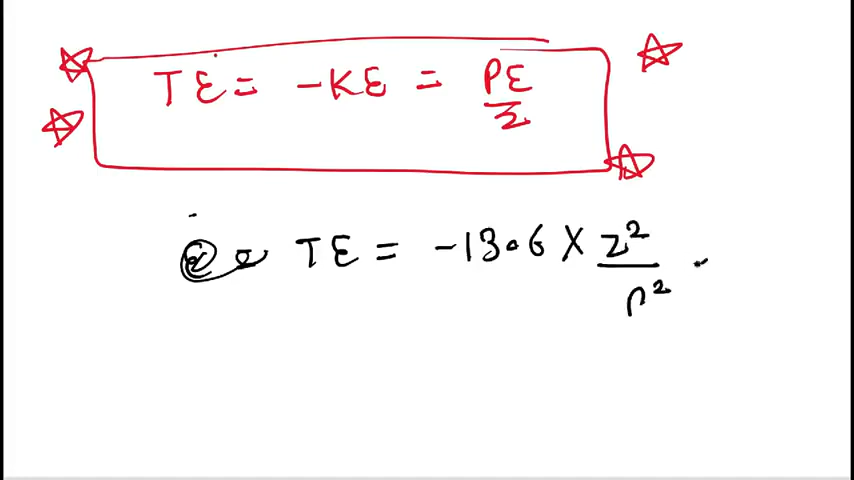 TE = -KE = PE/2
TE = -13.6 X Z²/n²